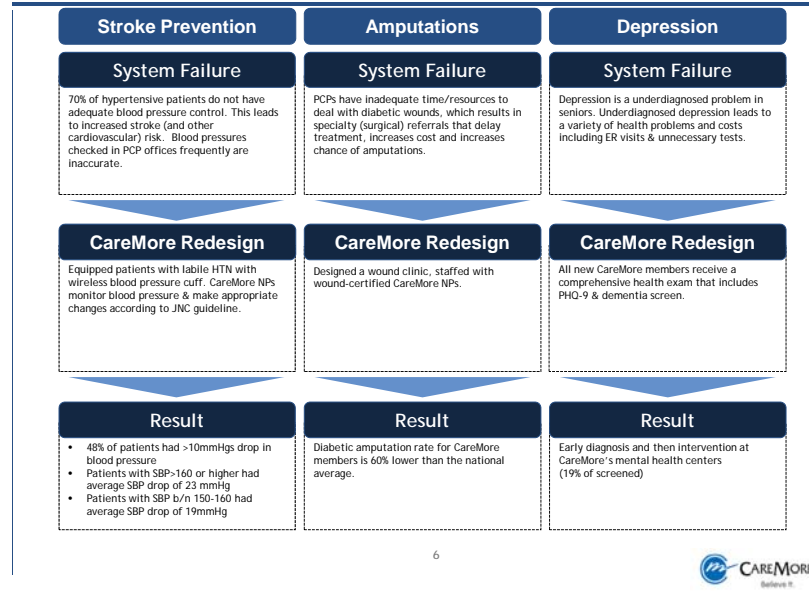 Stroke Prevention
System Failure
70% of hypertensive patients do not have
adequate blood pressure control. This leads
to increased stroke (and other
cardiovascular) risk.  Blood pressures
checked in PCP offices frequently are
inaccurate.
CareMore Redesign
Equipped patients with labile HTN with
wireless blood pressure cuff. CareMore NPs
monitor blood pressure & make appropriate
changes according to JNC guideline.
Result
• 48% of patients had >10mmHgs drop in
blood pressure
• Patients with SBP>160 or higher had
average SBP drop of 23 mmHg
• Patients with SBP b/n 150-160 had
average SBP drop of 19mmHg
Amputations
System Failure
PCPs have inadequate time/resources to
deal with diabetic wounds, which results in
specialty (surgical) referrals that delay
treatment, increases cost and increases
chance of amputations.
CareMore Redesign
Designed a wound clinic, staffed with
wound-certified CareMore NPs.
Result
Diabetic amputation rate for CareMore
members is 60% lower than the national
average.
Depression
System Failure
Depression is a underdiagnosed problem in
seniors. Underdiagnosed depression leads to
a variety of health problems and costs
including ER visits & unnecessary tests.
CareMore Redesign
All new CareMore members receive a
comprehensive health exam that includes
PHQ-9 & dementia screen.
Result
Early diagnosis and then intervention at
CareMore's mental health centers
(19% of screened)
6
CAREMORE
Believe It.